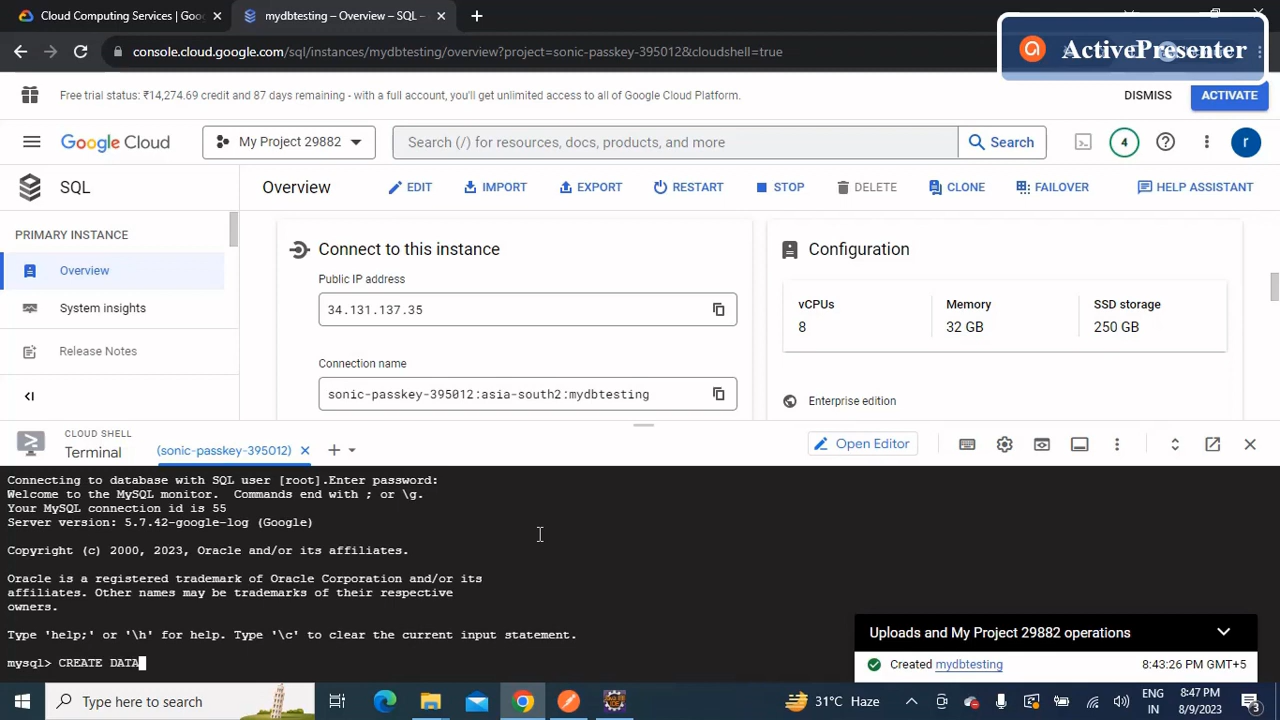 Cloud Computing Services | Goo
mydbtesting – Overview – SQL –
console.cloud.google.com/sql/instances/mydbtesting/overview?project=sonic-passkey-395012&cloudshell=true
ActivePresenter
Free trial status: ₹14,274.69 credit and 87 days remaining - with a full account, you'll get unlimited access to all of Google Cloud Platform.
DISMISS
ACTIVATE
Google Cloud
My Project 29882
Search (/) for resources, docs, products, and more
Search
4
r
SQL
Overview
EDIT
IMPORT
EXPORT
RESTART
STOP
DELETE
CLONE
FAILOVER
HELP ASSISTANT
PRIMARY INSTANCE
Overview
System insights
Release Notes
Connect to this instance
Public IP address
34.131.137.35
Connection name
sonic-passkey-395012:asia-south2:mydbtesting
Configuration
vCPUs
8
Memory
32 GB
SSD storage
250 GB
Enterprise edition
CLOUD SHELL
Terminal
(sonic-passkey-395012)
Open Editor
Connecting to database with SQL user [root].Enter password:
Welcome to the MySQL monitor.  Commands end with ; or \g.
Your MySQL connection id is 55
Server version: 5.7.42-google-log (Google)
Copyright (c) 2000, 2023, Oracle and/or its affiliates.
Oracle is a registered trademark of Oracle Corporation and/or its
affiliates. Other names may be trademarks of their respective
owners.
Type 'help;' or '\h' for help. Type '\c' to clear the current input statement.
mysql> CREATE DATA
Uploads and My Project 29882 operations
Created mydbtesting
8:43:26 PM GMT+5
Type here to search
31°C Haze
ENG
IN
8:47 PM
8/9/2023
3